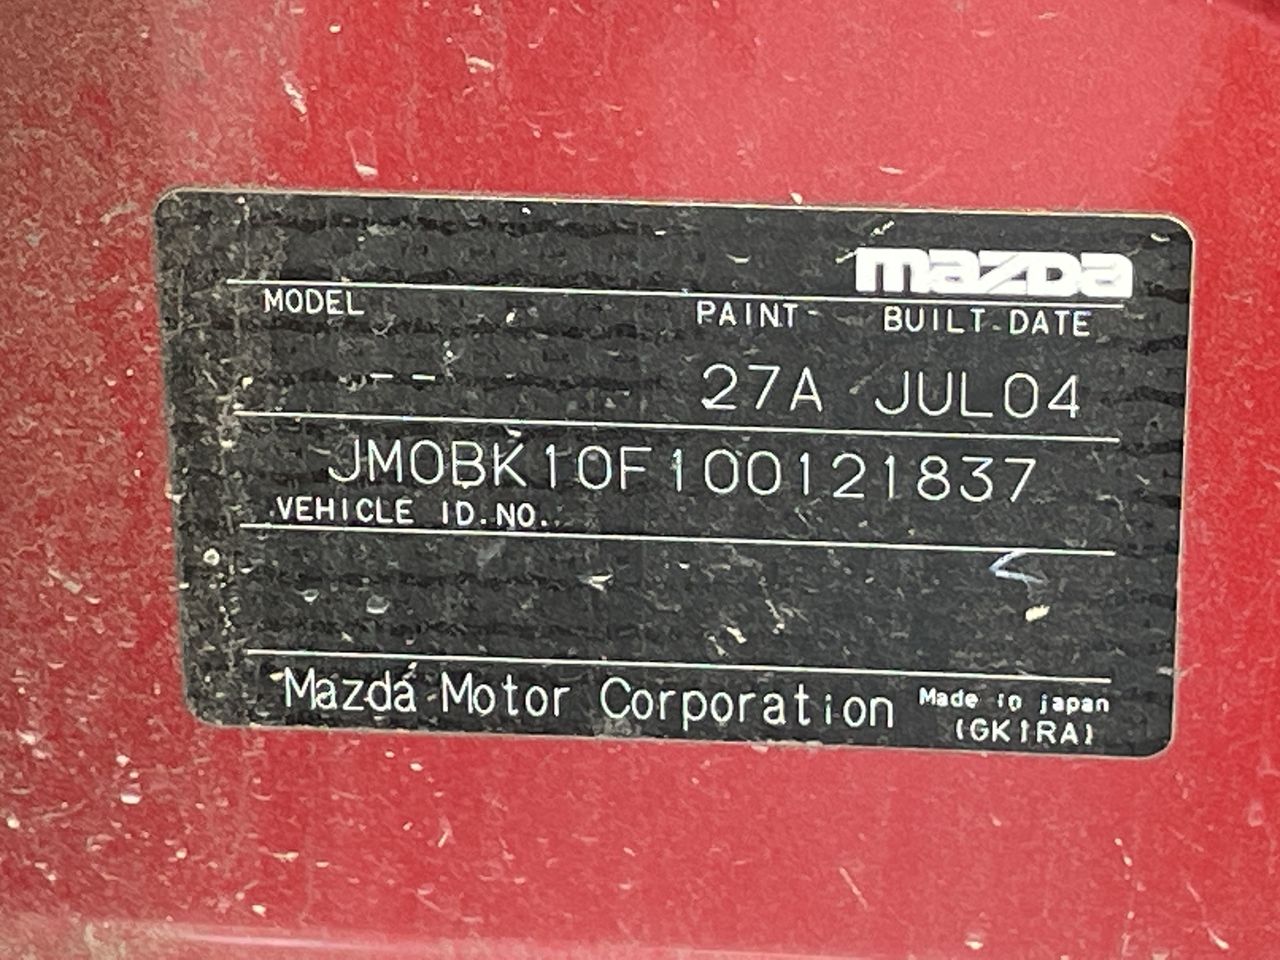 mazda
MODEL PAINT BUILT DATE
-- 27A JUL04
JM0BK10F100121837
VEHICLE ID.NO.
Mazda Motor Corporation
Made in japan
(GK1RA)